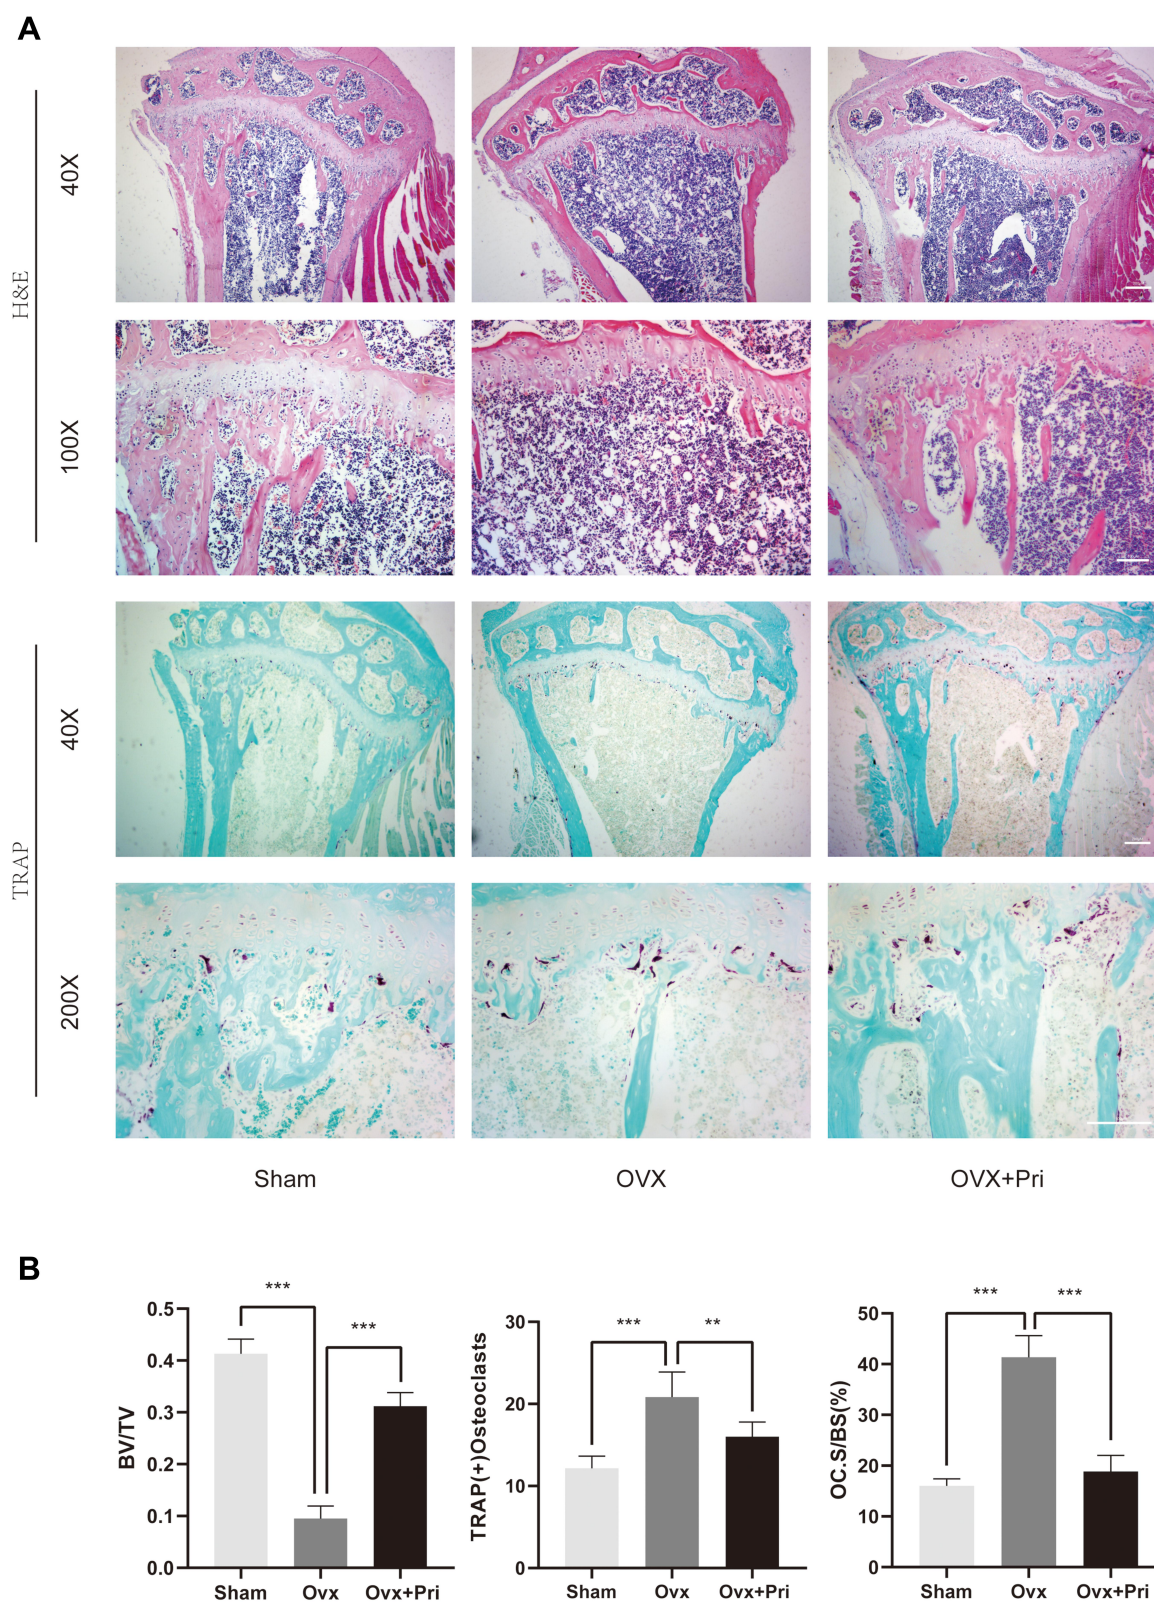 A
H&E
40X
100X
TRAP
40X
200X
Sham OVX OVX+Pri
B
BV/TV
0.5
0.4
0.3
0.2
0.1
0.0
***
***
Sham Ovx Ovx+Pri
TRAP(+)Osteoclasts
30
20
10
0
***
**
Sham Ovx Ovx+Pri
OC.S/BS(%)
50
40
30
20
10
0
***
***
Sham Ovx Ovx+Pri